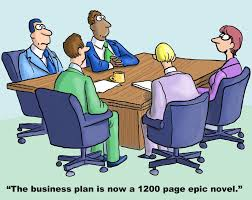 "The business plan is now a 1200 page epic novel."